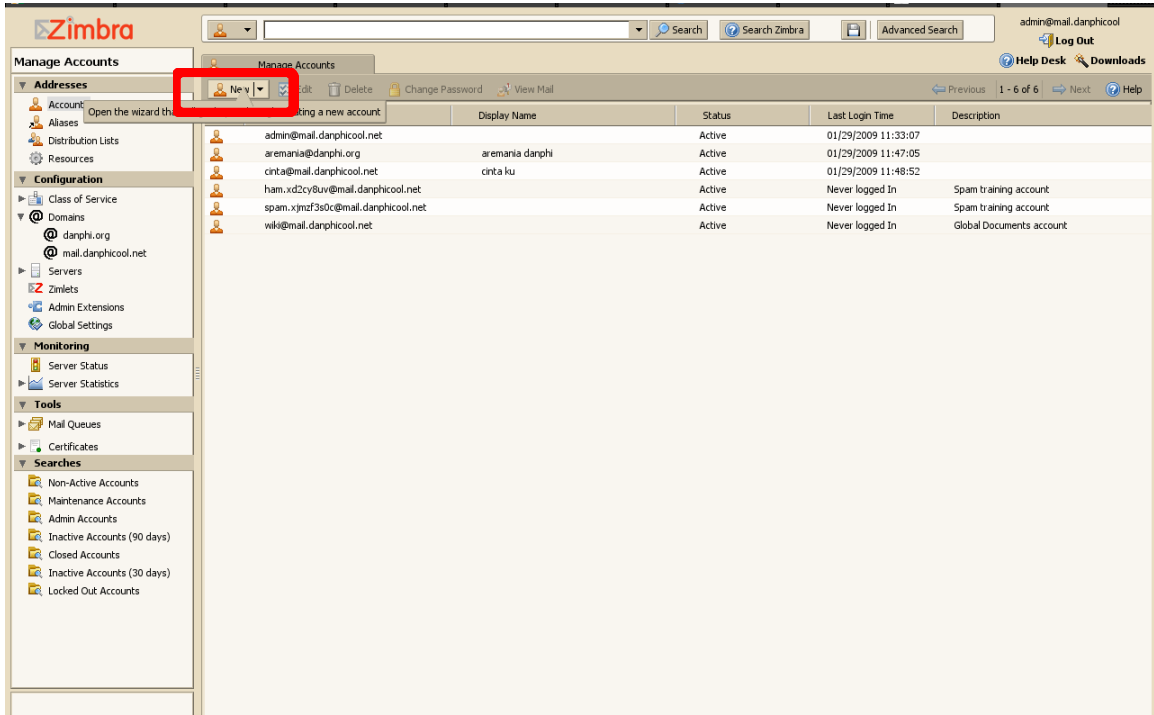 Zimbra
Search
Search Zimbra
Advanced Search
admin@mail.danphicool
Log Out
Help Desk
Downloads
Manage Accounts
Manage Accounts
New
Edit
Delete
Change Password
View Mail
Previous
1 - 6 of 6
Next
Help
Addresses
Account
Aliases
Distribution Lists
Resources
Open the wizard tha
ating a new account
Display Name
Status
Last Login Time
Description
admin@mail.danphicool.net Active 01/29/2009 11:33:07
aremania@danphi.org aremania danphi Active 01/29/2009 11:47:05
cinta@mail.danphicool.net cinta ku Active 01/29/2009 11:48:52
ham.xd2cy8uv@mail.danphicool.net Active Never logged In Spam training account
spam.xjmzf3s0c@mail.danphicool.net Active Never logged In Spam training account
wiki@mail.danphicool.net Active Never logged In Global Documents account
Configuration
Class of Service
Domains
danphi.org
mail.danphicool.net
Servers
Zimlets
Admin Extensions
Global Settings
Monitoring
Server Status
Server Statistics
Tools
Mail Queues
Certificates
Searches
Non-Active Accounts
Maintenance Accounts
Admin Accounts
Inactive Accounts (90 days)
Closed Accounts
Inactive Accounts (30 days)
Locked Out Accounts